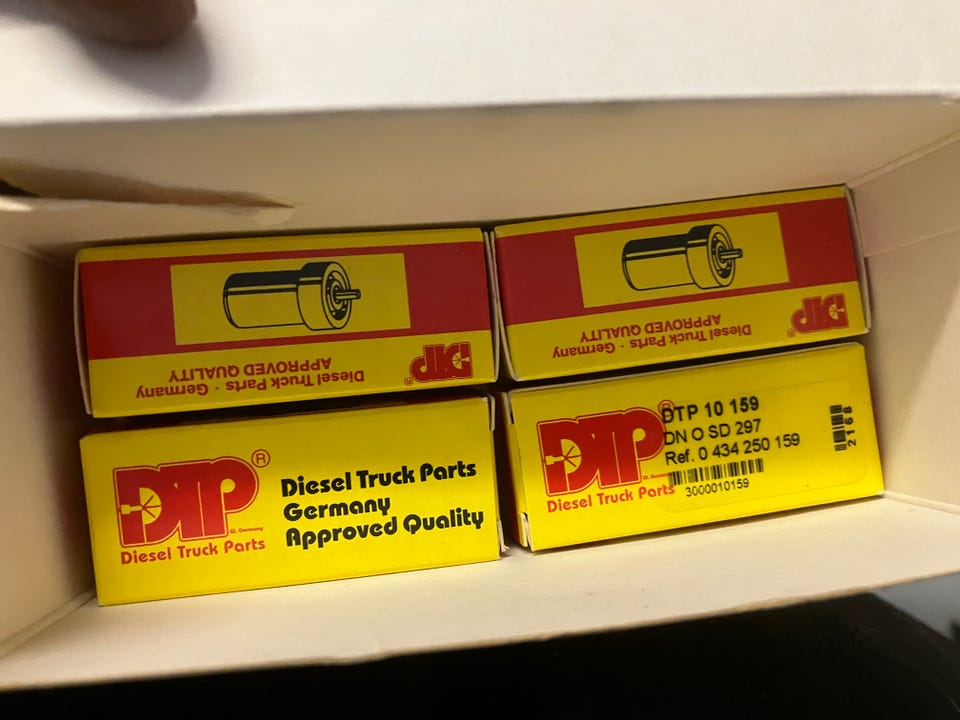 Diesel Truck Parts · Germany
APPROVED QUALITY
DTP®
Diesel Truck Parts · Germany
APPROVED QUALITY
DTP®
DTP®
W. Germany
Diesel Truck Parts
Diesel Truck Parts
Germany
Approved Quality
DTP®
Diesel Truck Parts
DTP 10 159
DN O SD 297
Ref. 0 434 250 159
3000010159
2168